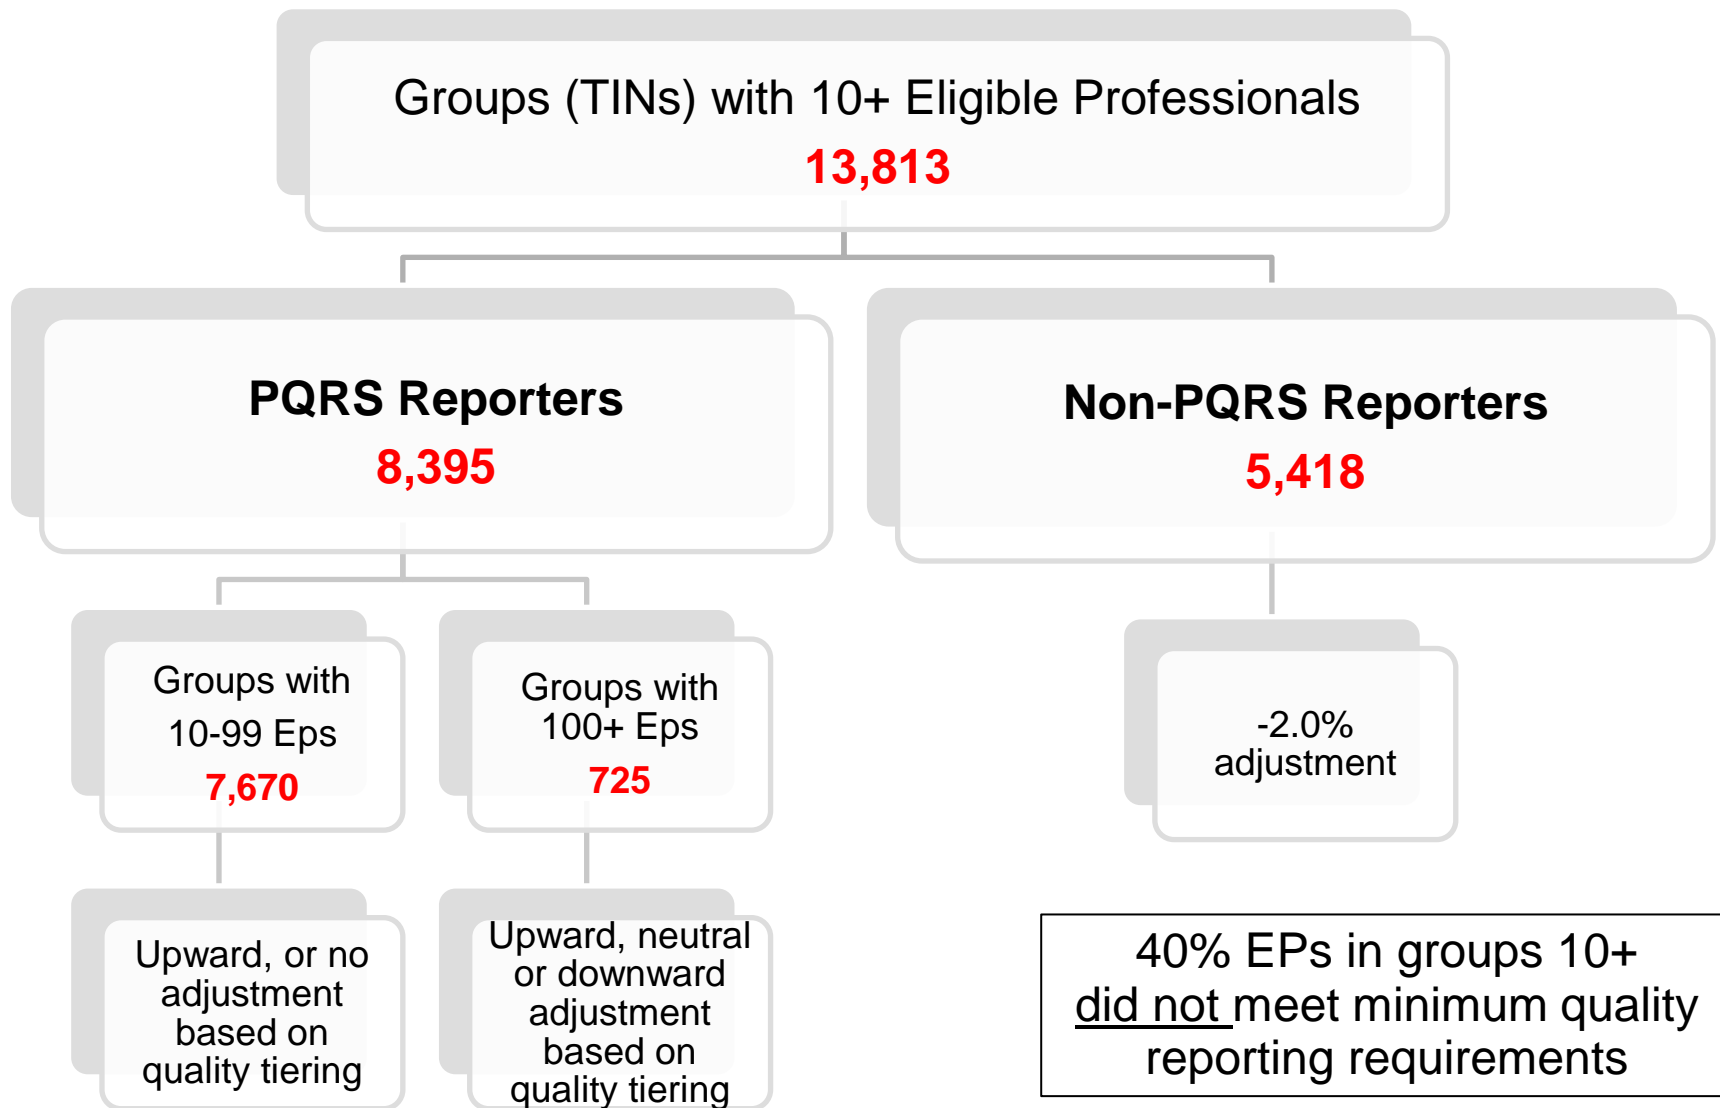 Groups (TINs) with 10+ Eligible Professionals
13,813
PQRS Reporters
8,395
Non-PQRS Reporters
5,418
Groups with
10-99 Eps
7,670
Groups with
100+ Eps
725
-2.0%
adjustment
Upward, or no
adjustment
based on
quality tiering
Upward, neutral
or downward
adjustment
based on
quality tiering
40% EPs in groups 10+
did not meet minimum quality
reporting requirements